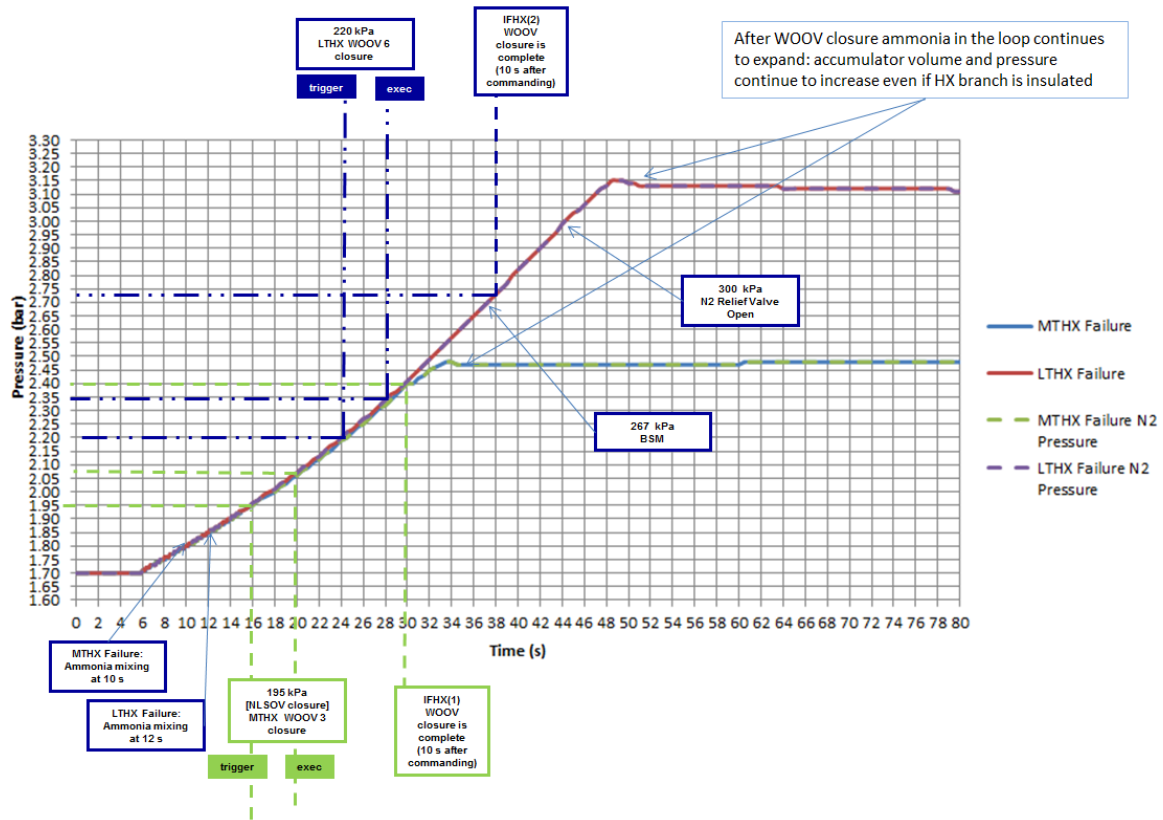 220 kPa
LTHX WOOV 6
closure
trigger
exec
IFHX(2)
WOOV
closure is
complete
(10 s after
commanding)
After WOOV closure ammonia in the loop continues
to expand: accumulator volume and pressure
continue to increase even if HX branch is insulated
Pressure (bar)
3.30
3.25
3.20
3.15
3.10
3.05
3.00
2.95
2.90
2.85
2.80
2.75
2.70
2.65
2.60
2.55
2.50
2.45
2.40
2.35
2.30
2.25
2.20
2.15
2.10
2.05
2.00
1.95
1.90
1.85
1.80
1.75
1.70
1.65
1.60
300 kPa
N2 Relief Valve
Open
267 kPa
BSM
MTHX Failure
LTHX Failure
MTHX Failure N2
Pressure
LTHX Failure N2
Pressure
0 2 4 6 8 10 12 14 16 18 20 22 24 26 28 30 32 34 36 38 40 42 44 46 48 50 52 54 56 58 60 62 64 66 68 70 72 74 76 78 80
Time (s)
MTHX Failure:
Ammonia mixing
at 10 s
LTHX Failure:
Ammonia mixing
at 12 s
195 kPa
[NLSOV closure]
MTHX WOOV 3
closure
trigger
exec
IFHX(1)
WOOV
closure is
complete
(10 s after
commanding)